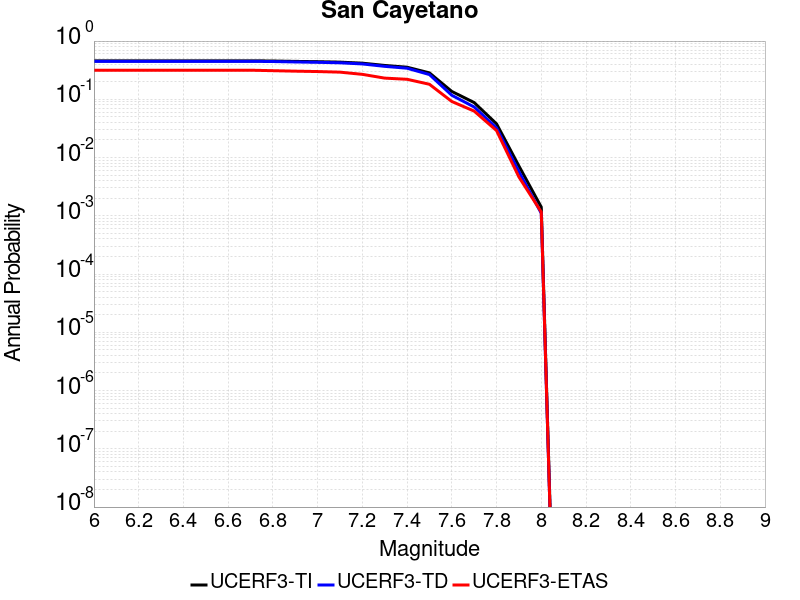 San Cayetano
10^0
10^-1
10^-2
10^-3
10^-4
10^-5
10^-6
10^-7
10^-8
Annual Probability
6 6.2 6.4 6.6 6.8 7 7.2 7.4 7.6 7.8 8 8.2 8.4 8.6 8.8 9
Magnitude
UCERF3-TI UCERF3-TD UCERF3-ETAS